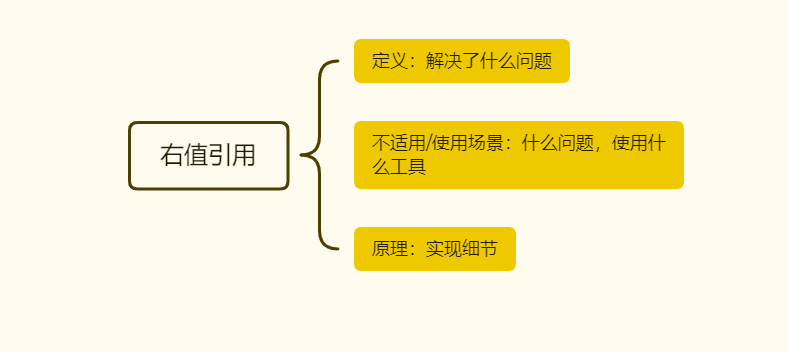 右值引用
定义：解决了什么问题
不适用/使用场景：什么问题，使用什
么工具
原理：实现细节